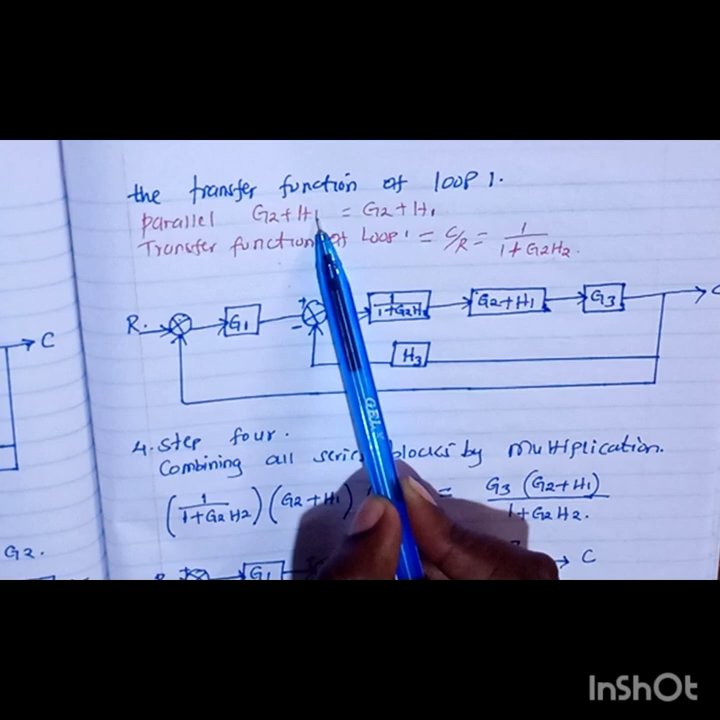 the transfer function of loop 1.
parallel G2+H1 = G2+H1
Transfer function of Loop 1 = C/R = 1/1+G2H2.
R. G1 + - 1/1+G2H2 G2+H1 G3 C
H3
C
4. Step four.
Combining all series blocks by multiplication.
(1/1+G2H2)(G2+H1) = G3(G2+H1)/1+G2H2.
G2.
G1 C
InShOt